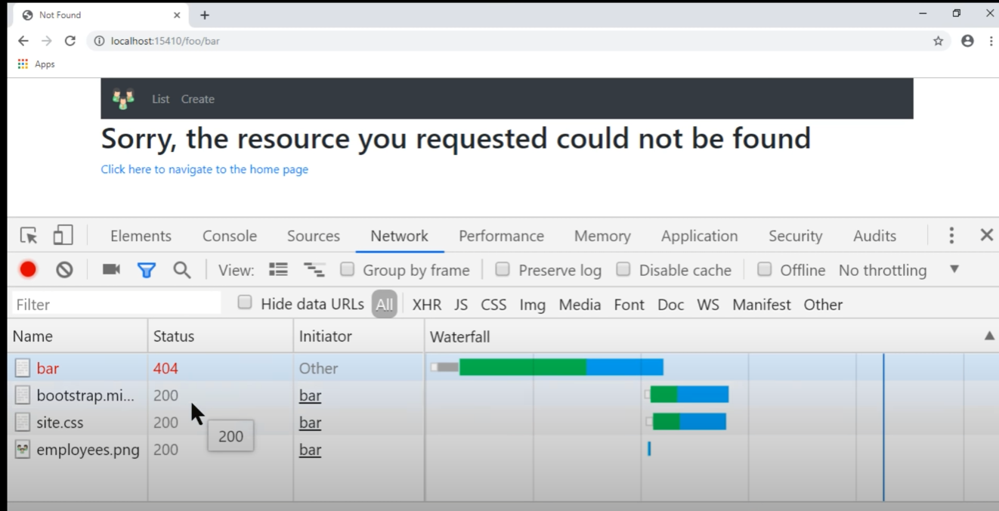 Not Found
localhost:15410/foo/bar
Apps
List Create
Sorry, the resource you requested could not be found
Click here to navigate to the home page
Elements Console Sources Network Performance Memory Application Security Audits
View: Group by frame Preserve log Disable cache Offline No throttling
Filter Hide data URLs All XHR JS CSS Img Media Font Doc WS Manifest Other
Name Status Initiator Waterfall
bar 404 Other
bootstrap.mi... 200 bar
site.css 200 bar
200
employees.png 200 bar